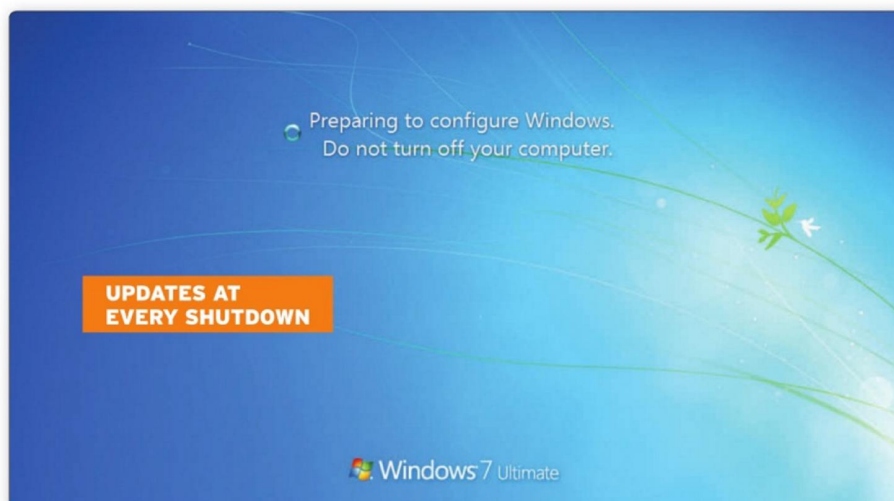 Preparing to configure Windows.
Do not turn off your computer.
UPDATES AT
EVERY SHUTDOWN
Windows 7 Ultimate